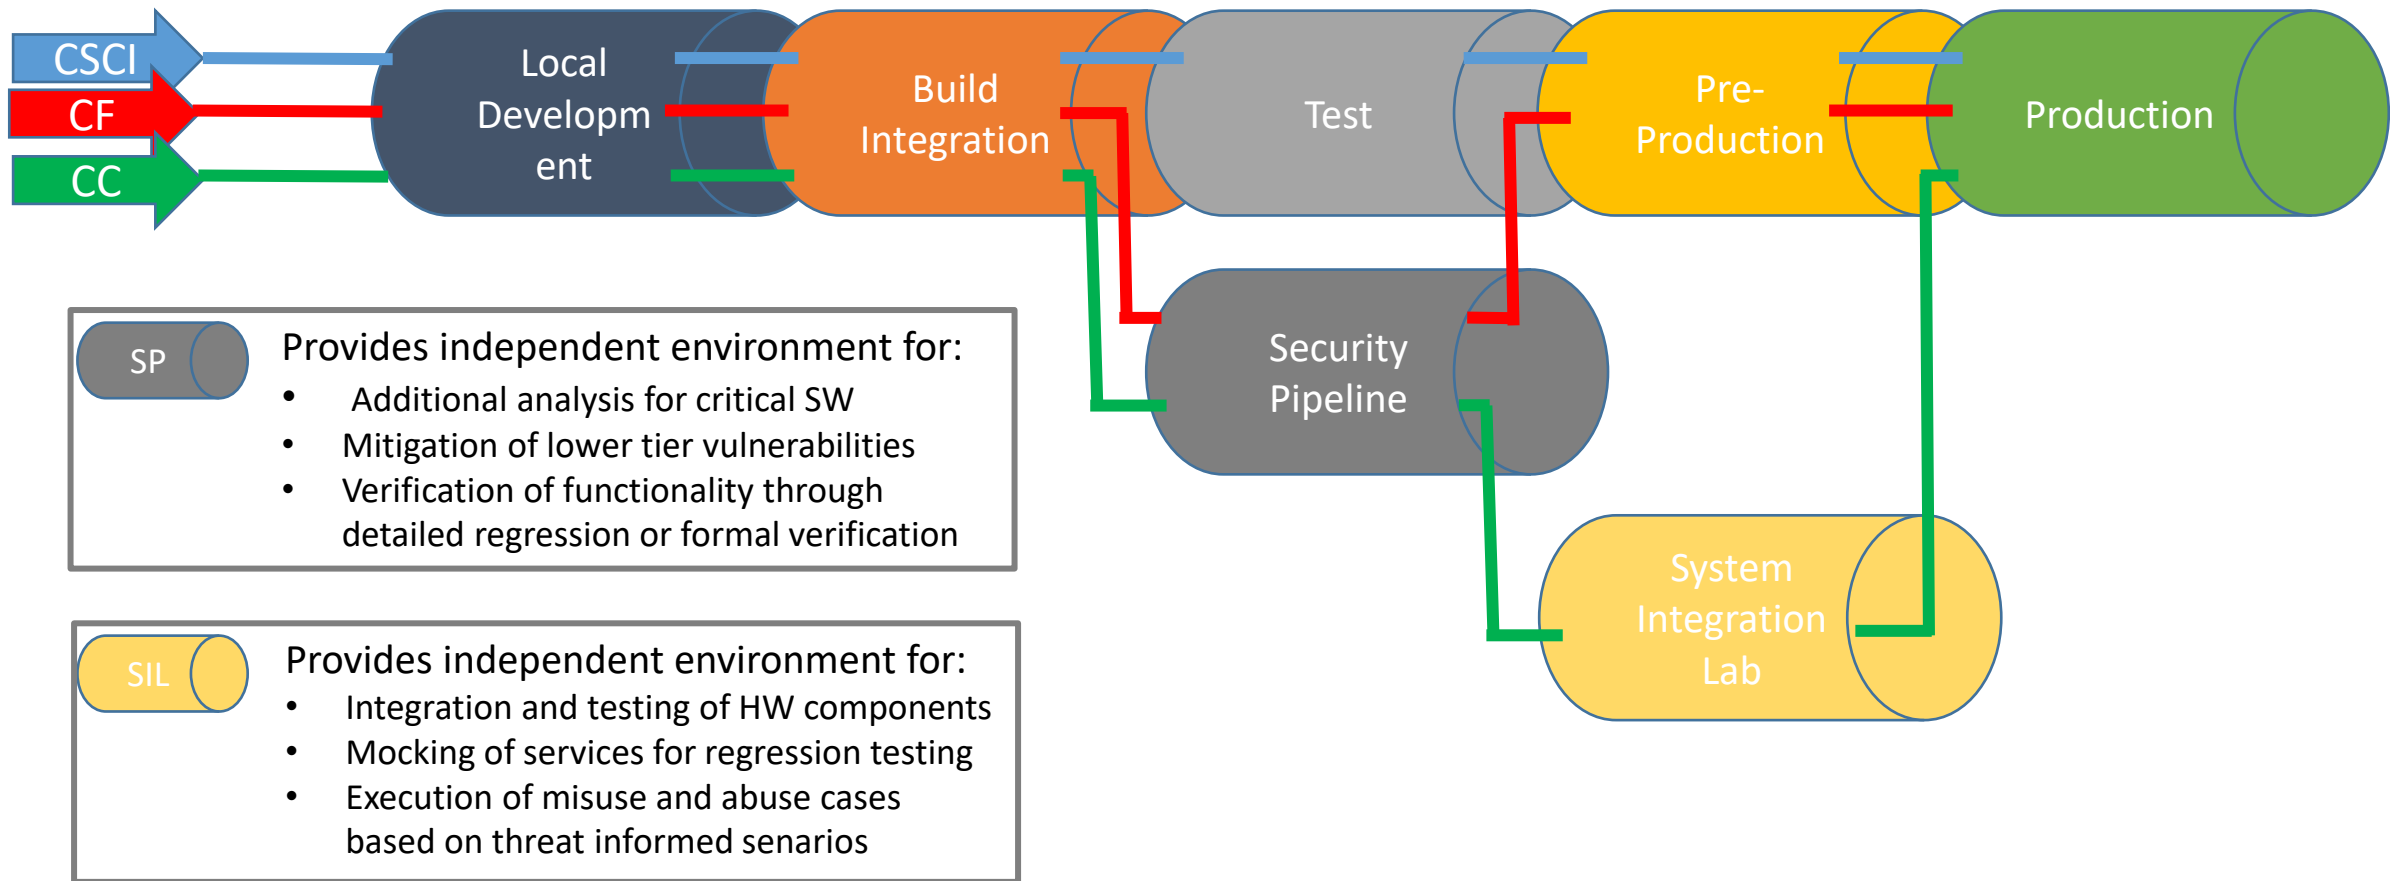 CSCI
CF
CC
Local
Developm
ent
Build
Integration
Test
Pre-
Production
Production
Security
Pipeline
System
Integration
Lab
SP
Provides independent environment for:
• Additional analysis for critical SW
• Mitigation of lower tier vulnerabilities
• Verification of functionality through
detailed regression or formal verification
SIL
Provides independent environment for:
• Integration and testing of HW components
• Mocking of services for regression testing
• Execution of misuse and abuse cases
based on threat informed senarios